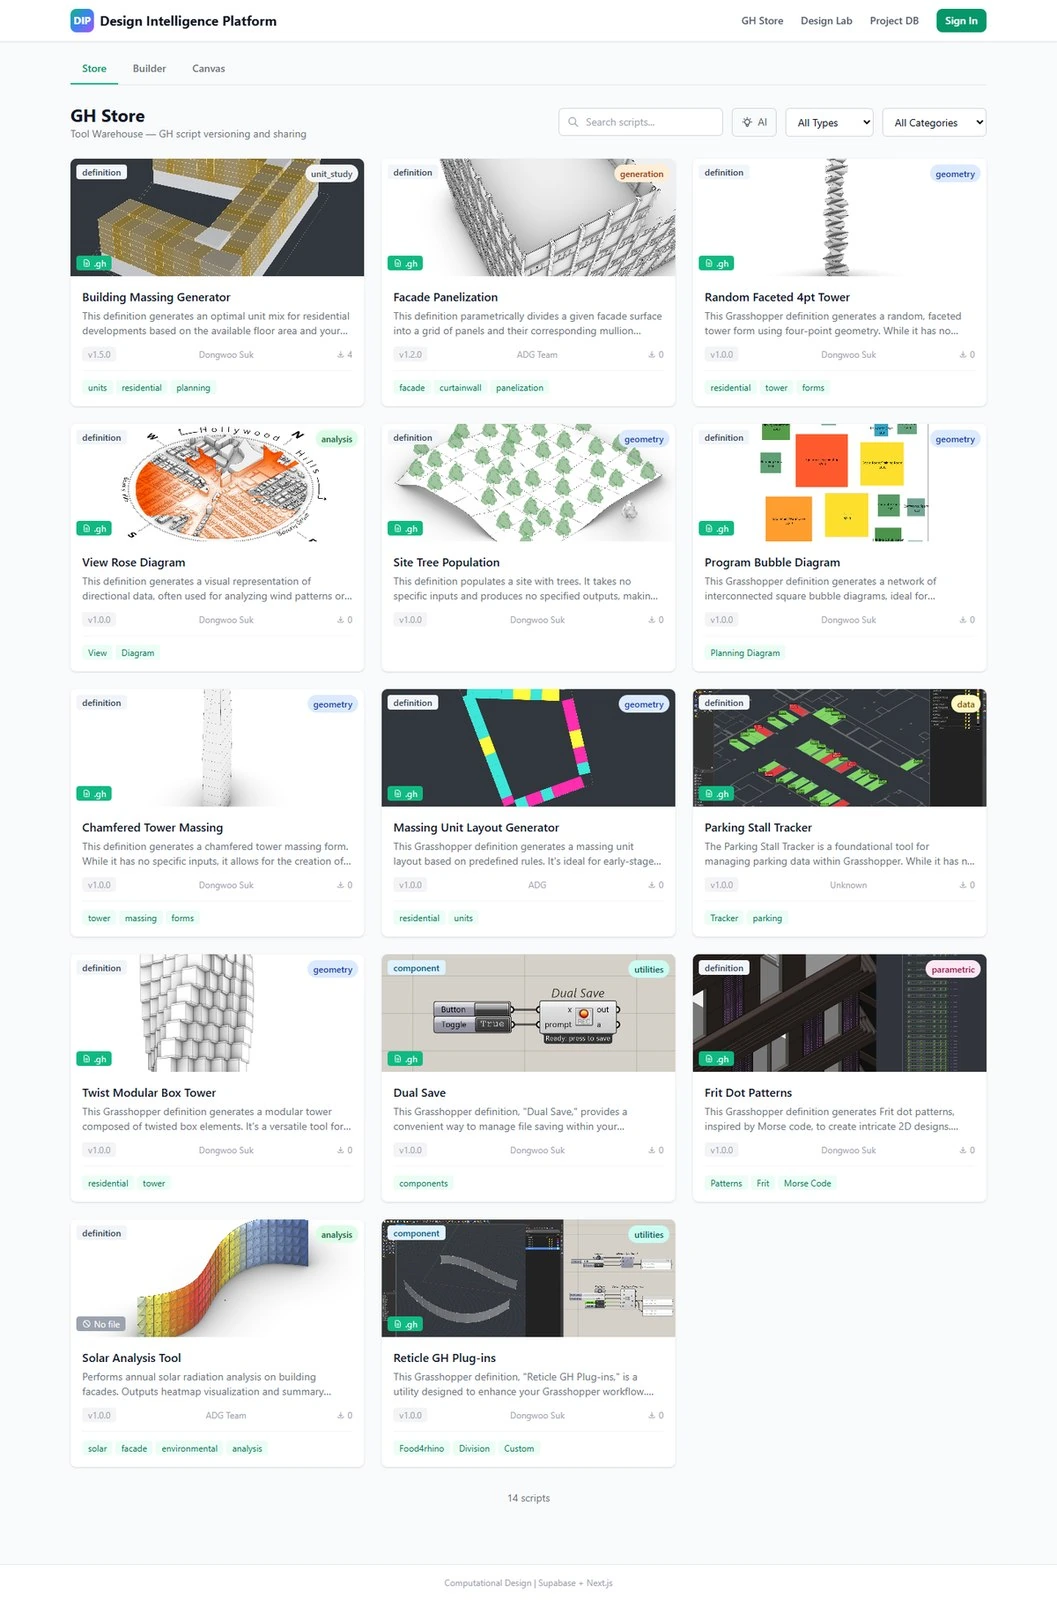 DIP Design Intelligence Platform
GH Store Design Lab Project DB Sign In
Store Builder Canvas
GH Store
Tool Warehouse — GH script versioning and sharing
Search scripts...
AI
All Types
All Categories
definition
unit_study
.gh
Building Massing Generator
This definition generates an optimal unit mix for residential
developments based on the available floor area and your...
v1.5.0 Dongwoo Suk 4
units residential planning
definition
generation
.gh
Facade Panelization
This definition parametrically divides a given facade surface
into a grid of panels and their corresponding mullion...
v1.2.0 ADG Team 0
facade curtainwall panelization
definition
geometry
.gh
Random Faceted 4pt Tower
This Grasshopper definition generates a random, faceted
tower form using four-point geometry. While it has no...
v1.0.0 Dongwoo Suk 0
residential tower forms
definition
analysis
Hollywood Hills
W
N
S
.gh
View Rose Diagram
This definition generates a visual representation of
directional data, often used for analyzing wind patterns or...
v1.0.0 Dongwoo Suk 0
View Diagram
definition
geometry
.gh
Site Tree Population
This definition populates a site with trees. It takes no
specific inputs and produces no specified outputs, makin...
v1.0.0 Dongwoo Suk 0
definition
geometry
.gh
Program Bubble Diagram
This Grasshopper definition generates a network of
interconnected square bubble diagrams, ideal for...
v1.0.0 Dongwoo Suk 0
Planning Diagram
definition
geometry
.gh
Chamfered Tower Massing
This definition generates a chamfered tower massing form.
While it has no specific inputs, it allows for the creation of...
v1.0.0 Dongwoo Suk 0
tower massing forms
definition
geometry
.gh
Massing Unit Layout Generator
This Grasshopper definition generates a massing unit
layout based on predefined rules. It's ideal for early-stage...
v1.0.0 ADG 0
residential units
definition
data
.gh
Parking Stall Tracker
The Parking Stall Tracker is a foundational tool for
managing parking data within Grasshopper. While it has n...
v1.0.0 Unknown 0
Tracker parking
definition
geometry
.gh
Twist Modular Box Tower
This Grasshopper definition generates a modular tower
composed of twisted box elements. It's a versatile tool for...
v1.0.0 Dongwoo Suk 0
residential tower
component
utilities
Dual Save
Button
Toggle True
x out
prompt a
Ready: press to save
.gh
Dual Save
This Grasshopper definition, "Dual Save," provides a
convenient way to manage file saving within your...
v1.0.0 Dongwoo Suk 0
components
definition
parametric
.gh
Frit Dot Patterns
This Grasshopper definition generates Frit dot patterns,
inspired by Morse code, to create intricate 2D designs....
v1.0.0 Dongwoo Suk 0
Patterns Frit Morse Code
definition
analysis
No file
Solar Analysis Tool
Performs annual solar radiation analysis on building
facades. Outputs heatmap visualization and summary...
v1.0.0 ADG Team 0
solar facade environmental analysis
component
utilities
.gh
Reticle GH Plug-ins
This Grasshopper definition, "Reticle GH Plug-ins," is a
utility designed to enhance your Grasshopper workflow....
v1.0.0 Dongwoo Suk 0
Food4rhino Division Custom
14 scripts
Computational Design | Supabase + Next.js